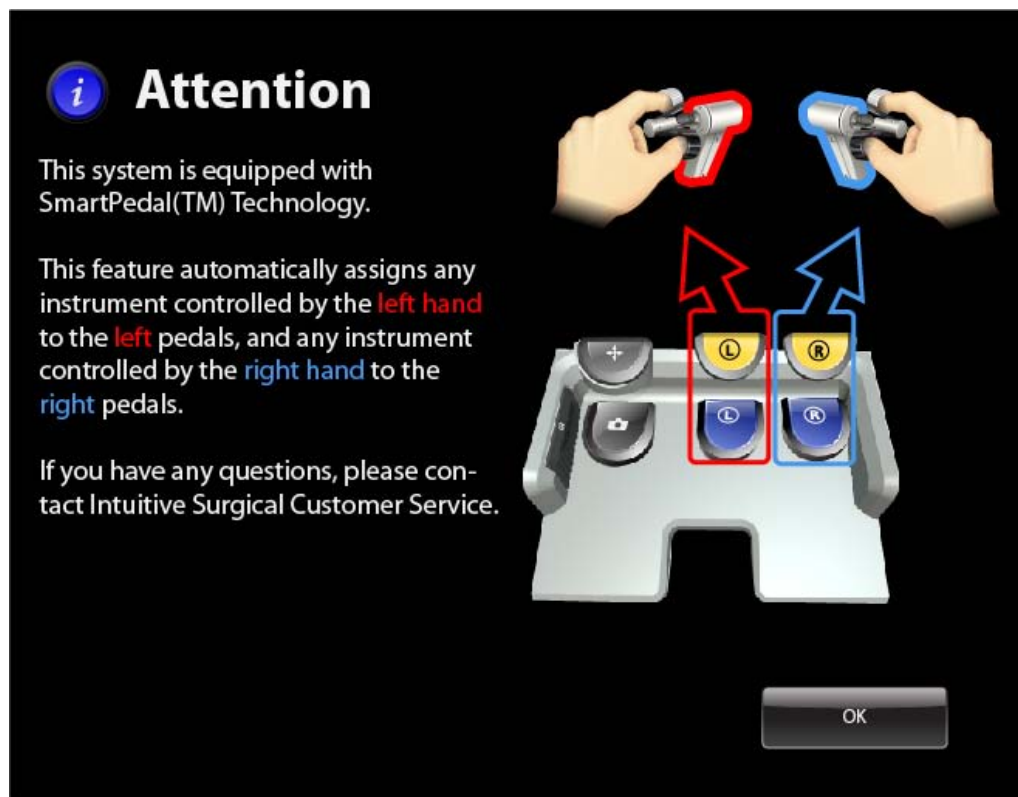 Attention
This system is equipped with
SmartPedal(TM) Technology.
This feature automatically assigns any
instrument controlled by the left hand
to the left pedals, and any instrument
controlled by the right hand to the
right pedals.
If you have any questions, please con-
tact Intuitive Surgical Customer Service.
L R
L R
OK